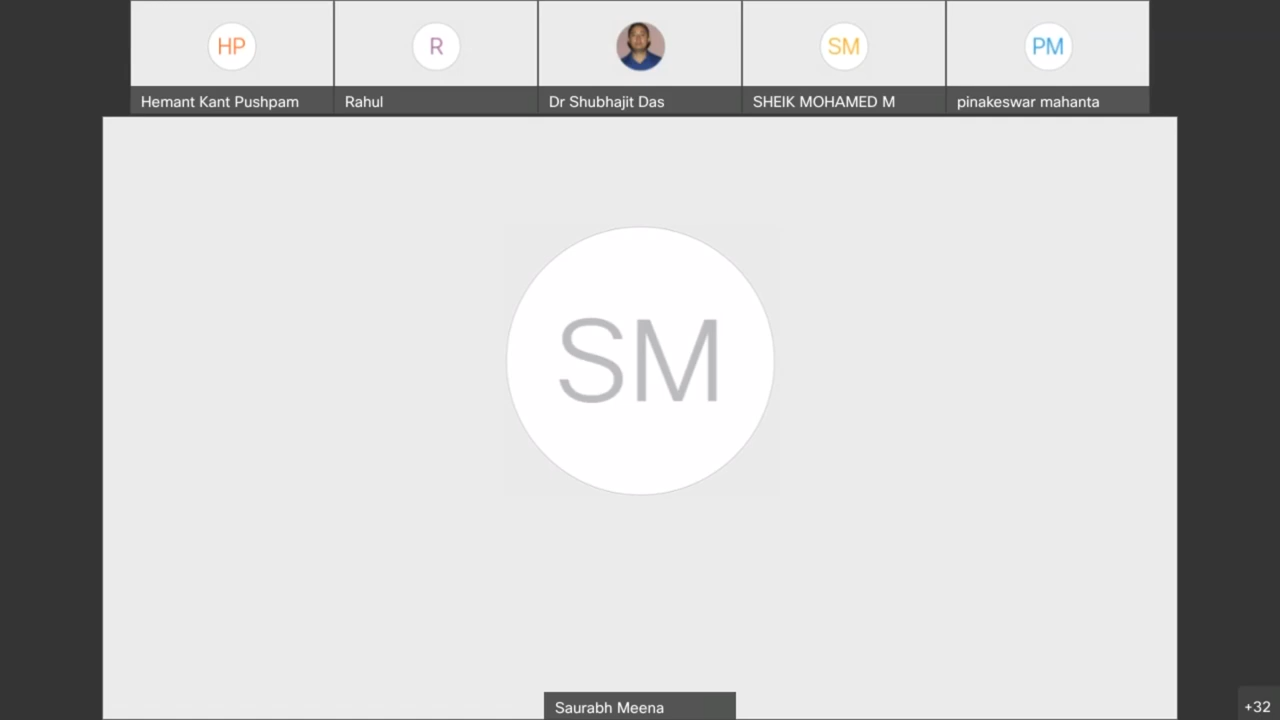 HP
R
SM
PM
Hemant Kant Pushpam
Rahul
Dr Shubhajit Das
SHEIK MOHAMED M
pinakeswar mahanta
SM
Saurabh Meena
+32